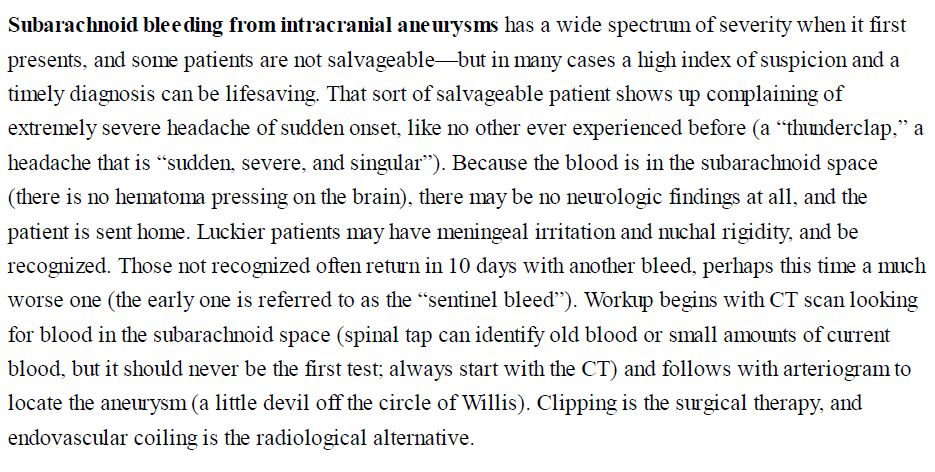 Subarachnoid bleeding from intracranial aneurysms has a wide spectrum of severity when it first
presents, and some patients are not salvageable—but in many cases a high index of suspicion and a
timely diagnosis can be lifesaving. That sort of salvageable patient shows up complaining of
extremely severe headache of sudden onset, like no other ever experienced before (a “thunderclap,” a
headache that is “sudden, severe, and singular”). Because the blood is in the subarachnoid space
(there is no hematoma pressing on the brain), there may be no neurologic findings at all, and the
patient is sent home. Luckier patients may have meningeal irritation and nuchal rigidity, and be
recognized. Those not recognized often return in 10 days with another bleed, perhaps this time a much
worse one (the early one is referred to as the “sentinel bleed”). Workup begins with CT scan looking
for blood in the subarachnoid space (spinal tap can identify old blood or small amounts of current
blood, but it should never be the first test; always start with the CT) and follows with arteriogram to
locate the aneurysm (a little devil off the circle of Willis). Clipping is the surgical therapy, and
endovascular coiling is the radiological alternative.